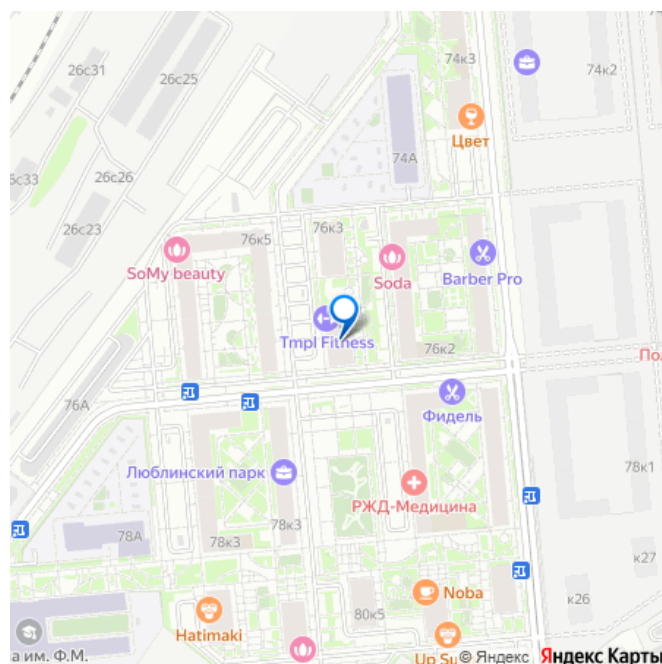 74к3
74к2
26с31
26с25
Цвет
74А
с33
26с26
26с23
76к3
76к5
SoMy beauty
Soda
Barber Pro
Tmpl Fitness
76к2
76А
Фидель
Люблинский парк
78к1
РЖД-Медицина
78А
78к3
78к3
к27
Noba
к26
80к5
Hatimaki
а им. Ф.М.
Up Su
© Яндекс Яндекс Карты